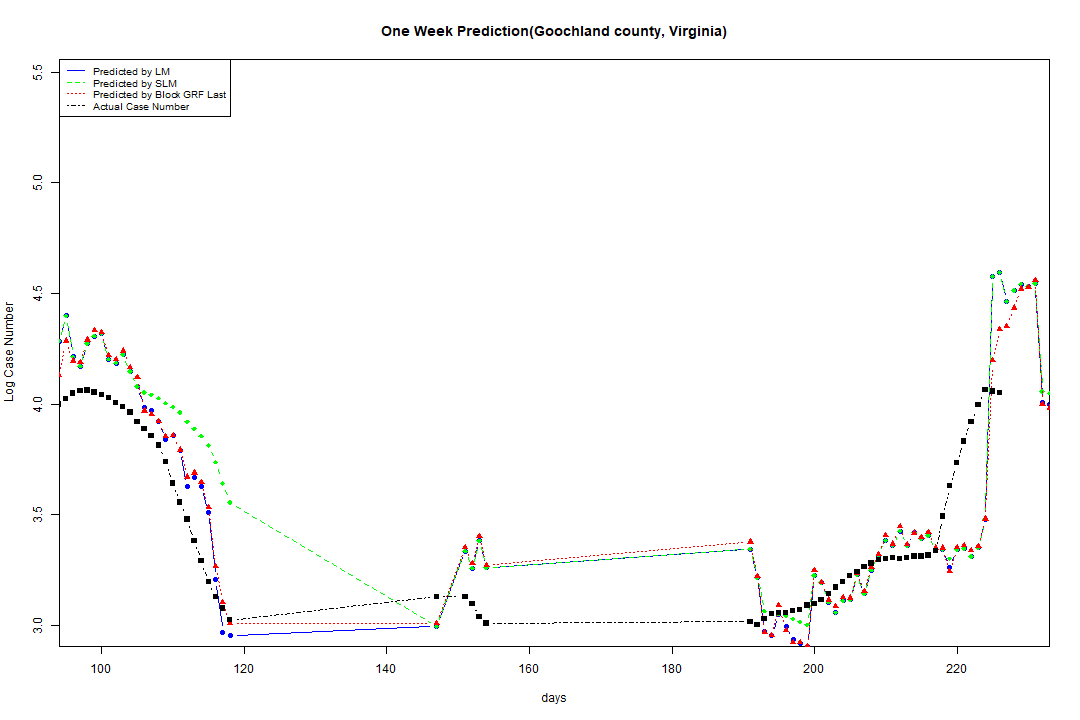 One Week Prediction(Goochland county, Virginia)
Predicted by LM
Predicted by SLM
Predicted by Block GRF Last
Actual Case Number
5.5
5.0
4.5
4.0
3.5
3.0
Log Case Number
100 120 140 160 180 200 220
days